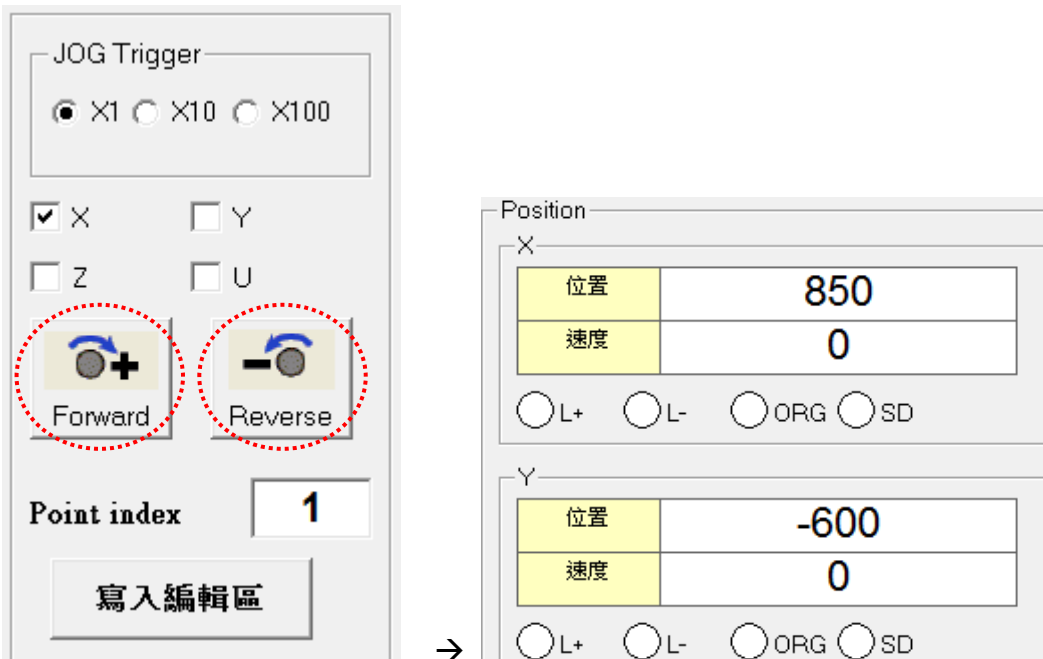 JOG Trigger
X1 X10 X100
X Y
Z U
+ -
Forward Reverse
Point index 1
寫入編輯區
→
Position
X
位置 850
速度 0
L+ L- ORG SD
Y
位置 -600
速度 0
L+ L- ORG SD